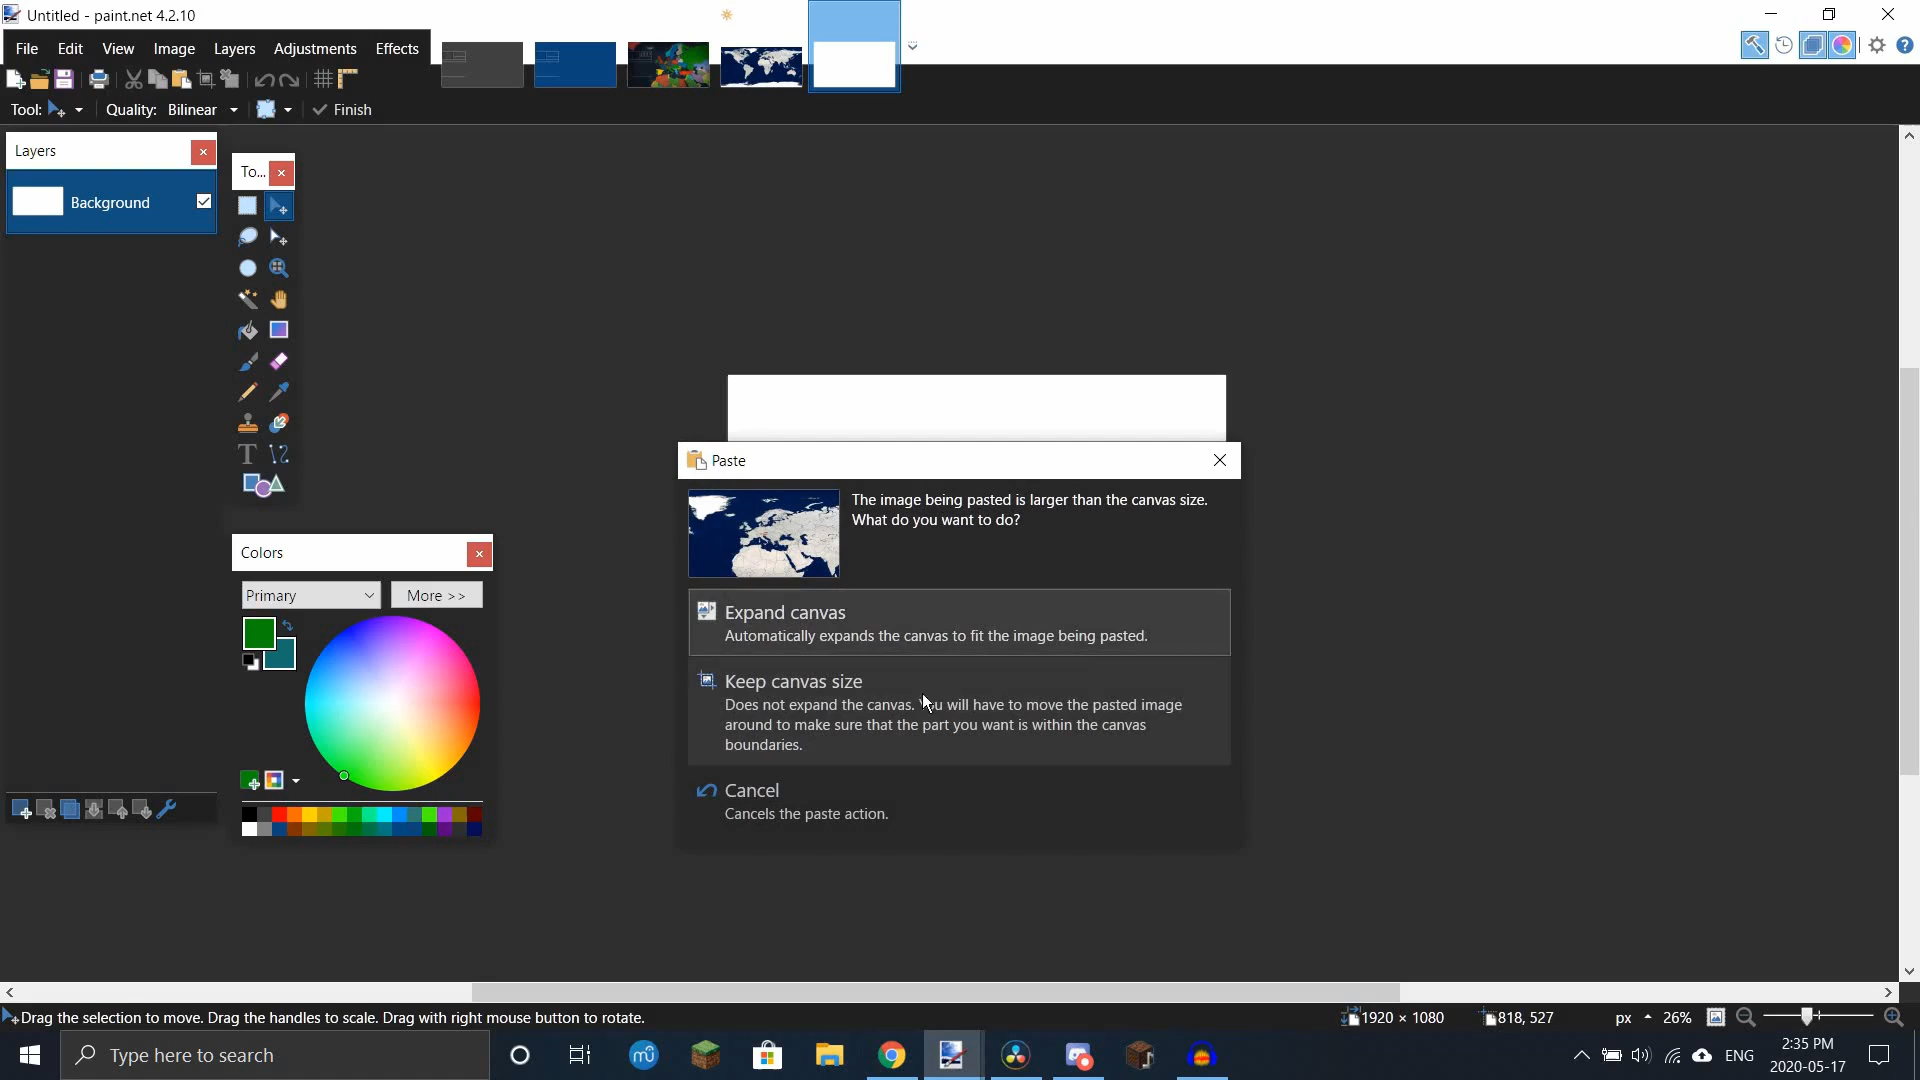 Untitled - paint.net 4.2.10
File Edit View Image Layers Adjustments Effects
Tool: Quality: Bilinear Finish
Layers
Background
To...
Colors
Primary
More >>
Paste
The image being pasted is larger than the canvas size.
What do you want to do?
Expand canvas
Automatically expands the canvas to fit the image being pasted.
Keep canvas size
Does not expand the canvas. You will have to move the pasted image
around to make sure that the part you want is within the canvas
boundaries.
Cancel
Cancels the paste action.
Drag the selection to move. Drag the handles to scale. Drag with right mouse button to rotate.
1920 × 1080 818, 527 px 26%
Type here to search
ENG
2:35 PM
2020-05-17